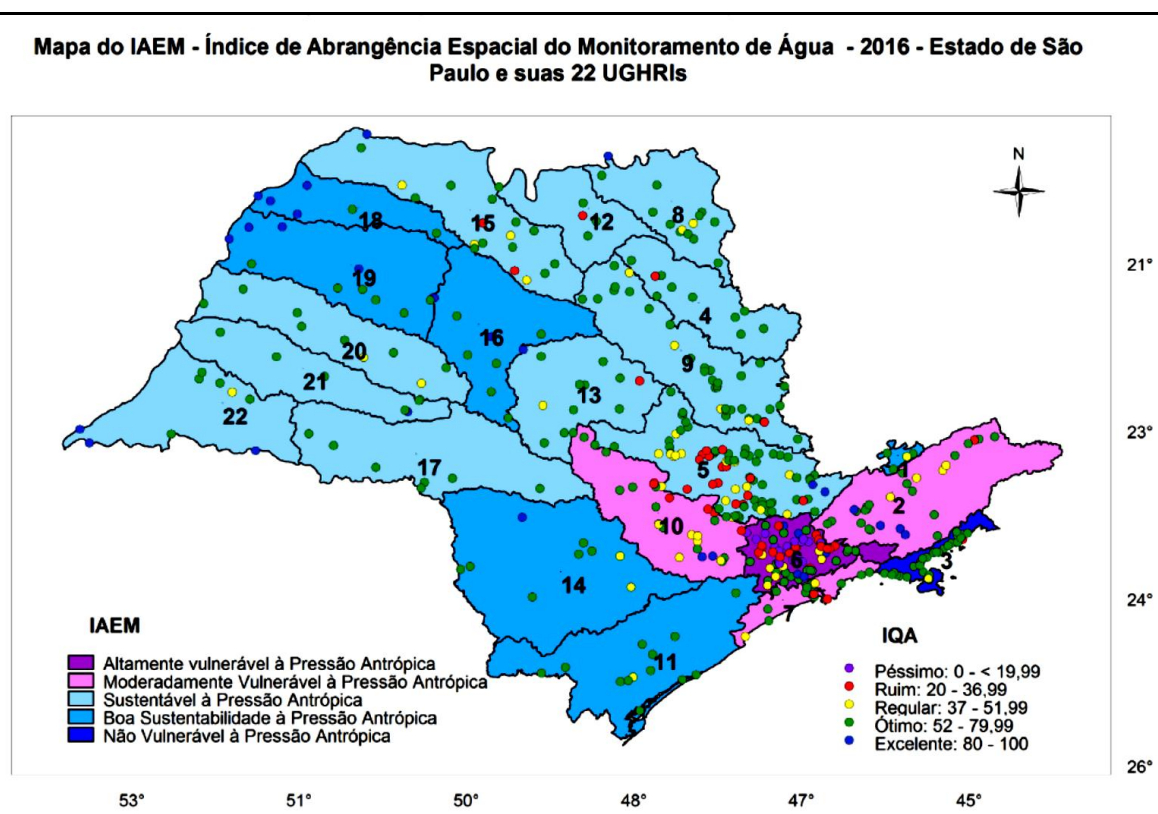 Mapa do IAEM - Índice de Abrangência Espacial do Monitoramento de Água - 2016 - Estado de São
Paulo e suas 22 UGHRIs
N
18
15
12
8
19
4
16
20
9
21
13
22
17
5
1
2
10
6
3
14
7
11
21°
23°
24°
26°
IAEM
Altamente vulnerável à Pressão Antrópica
Moderadamente Vulnerável à Pressão Antrópica
Sustentável à Pressão Antrópica
Boa Sustentabilidade à Pressão Antrópica
Não Vulnerável à Pressão Antrópica
IQA
Péssimo: 0 - < 19,99
Ruim: 20 - 36,99
Regular: 37 - 51,99
Ótimo: 52 - 79,99
Excelente: 80 - 100
53°
51°
50°
48°
47°
45°